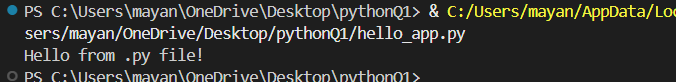 PS C:\Users\mayan\OneDrive\Desktop\pythonQ1> & C:/Users/mayan/AppData/Loc
sers/mayan/OneDrive/Desktop/pythonQ1/hello_app.py
Hello from .py file!
PS C:\Users\mayan\OneDrive\Desktop\pythonQ1>